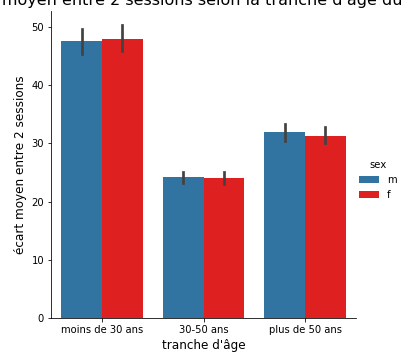 moyen entre 2 sessions selon la tranche d'âge du
50
40
30
20
10
0
écart moyen entre 2 sessions
sex
m
f
moins de 30 ans
30-50 ans
plus de 50 ans
tranche d'âge